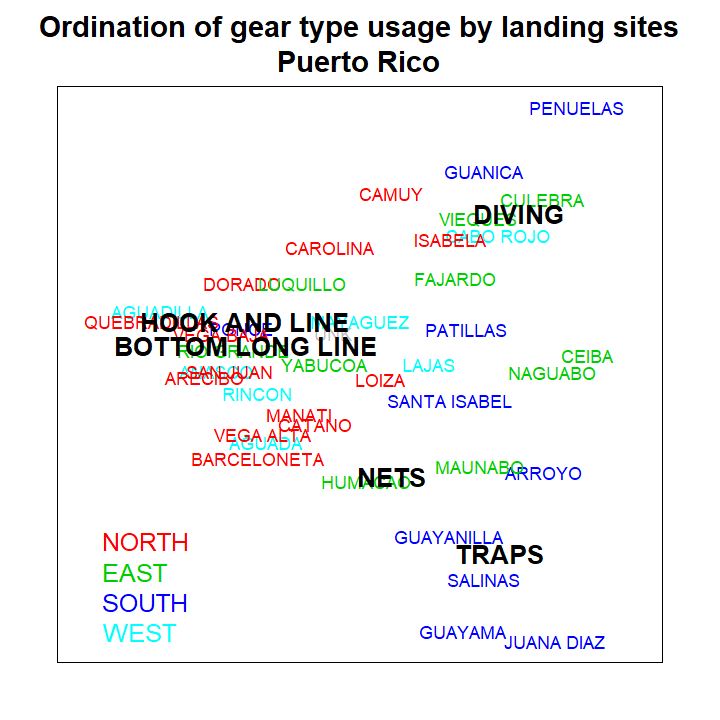 Ordination of gear type usage by landing sites
Puerto Rico
PENUELAS
GUANICA
CAMUY
CULEBRA
DIVING
VIEQUES
CABO ROJO
ISABELA
CAROLINA
FAJARDO
DORADO
LUQUILLO
AGUADILLA
QUEBRADILLAS
HOOK AND LINE
PONCE
MAYAGUEZ
PATILLAS
VEGA BAJA
BOTTOM LONG LINE
RIO GRANDE
CEIBA
YABUCOA
LAJAS
SAN JUAN
NAGUABO
ARECIBO
LOIZA
RINCON
SANTA ISABEL
MANATI
CATANO
VEGA ALTA
AGUADA
BARCELONETA
MAUNABO
ARROYO
NETS
HUMACAO
GUAYANILLA
NORTH
TRAPS
EAST
SALINAS
SOUTH
WEST
GUAYAMA
JUANA DIAZ